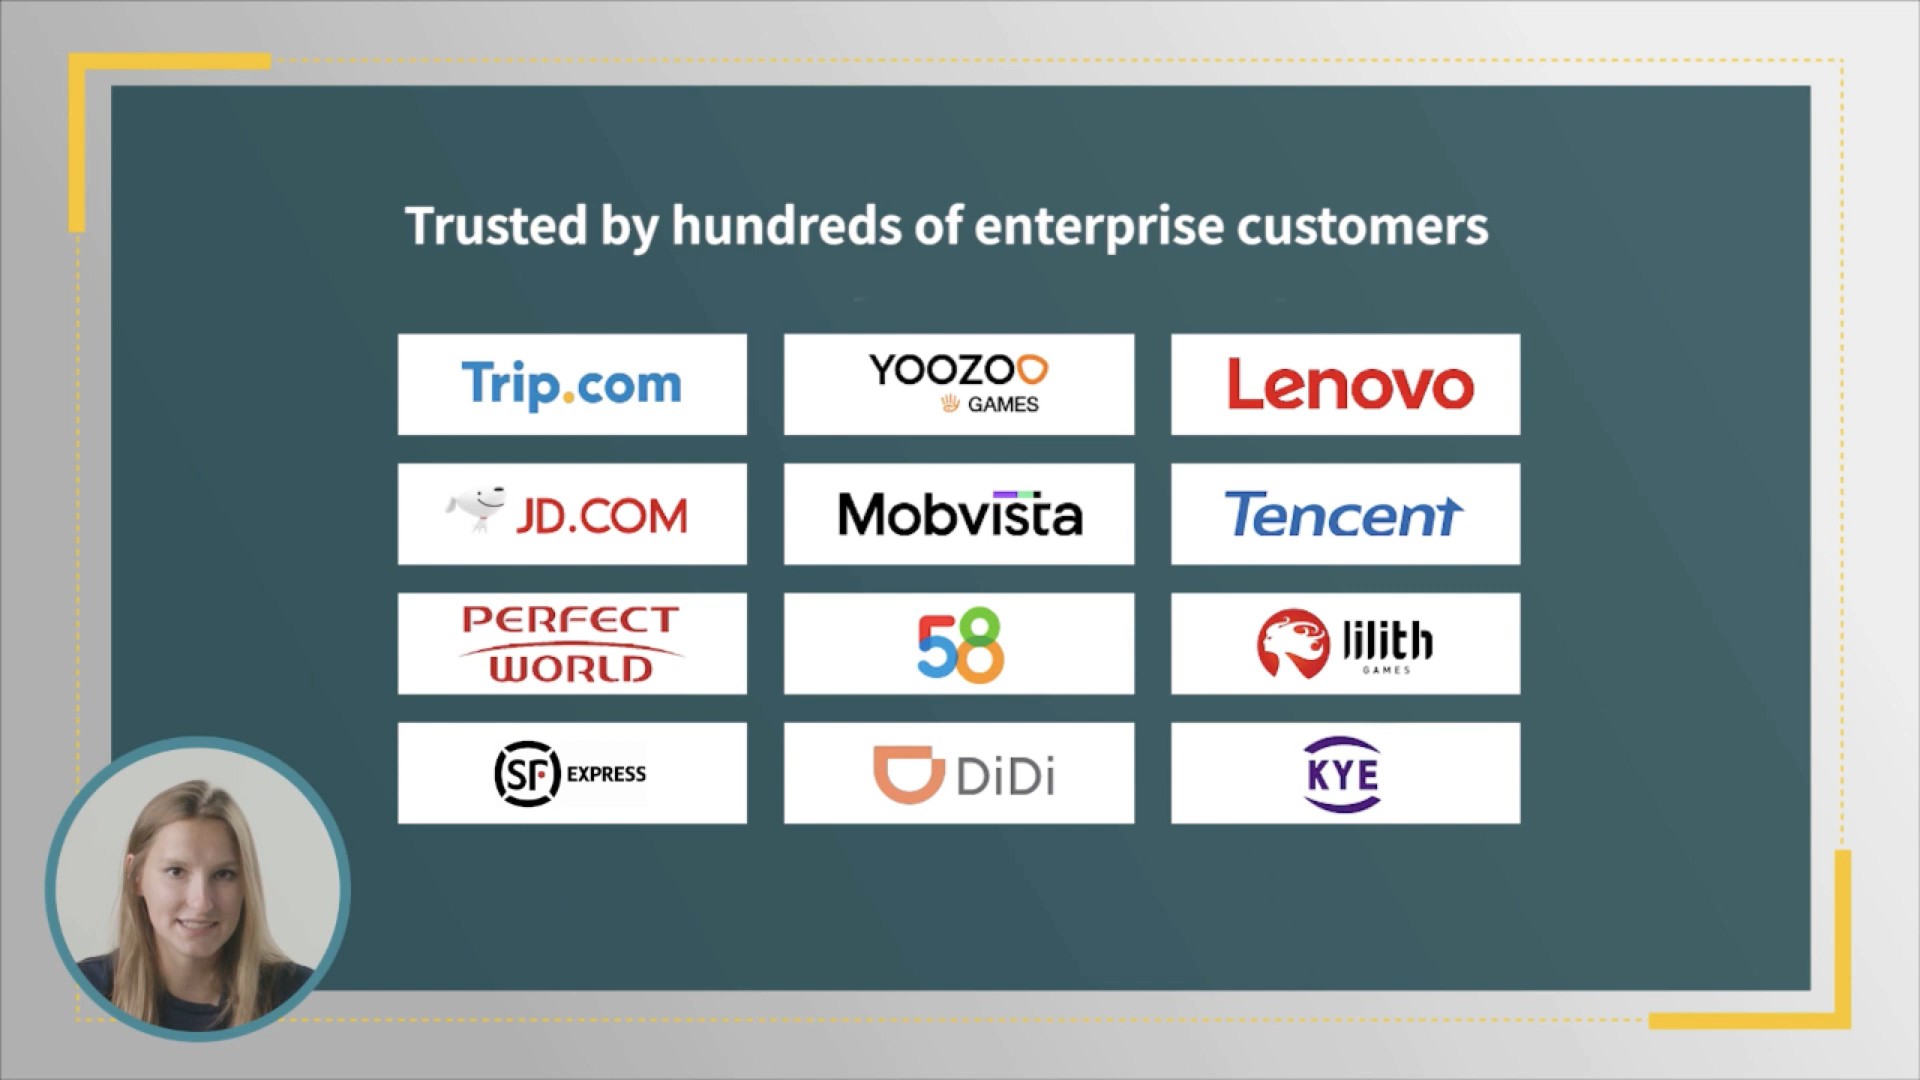 Trusted by hundreds of enterprise customers
Trip.com
YOOZOO
GAMES
Lenovo
JD.COM
Mobvista
Tencent
PERFECT
WORLD
58
lilith
GAMES
SF EXPRESS
DiDi
KYE